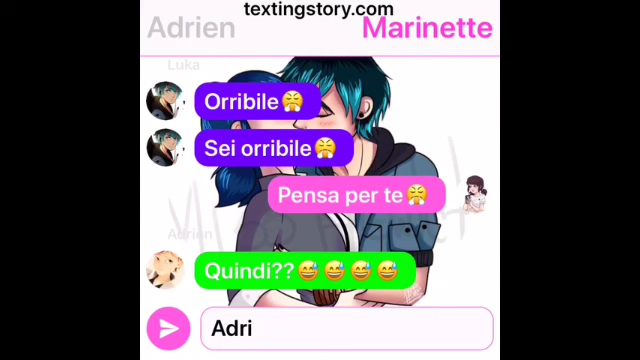 textingstory.com
Adrien Marinette
Luka
Orribile😤
Sei orribile😤
Pensa per te😤
Adrien
Quindi??😅😅😅😅
Adri